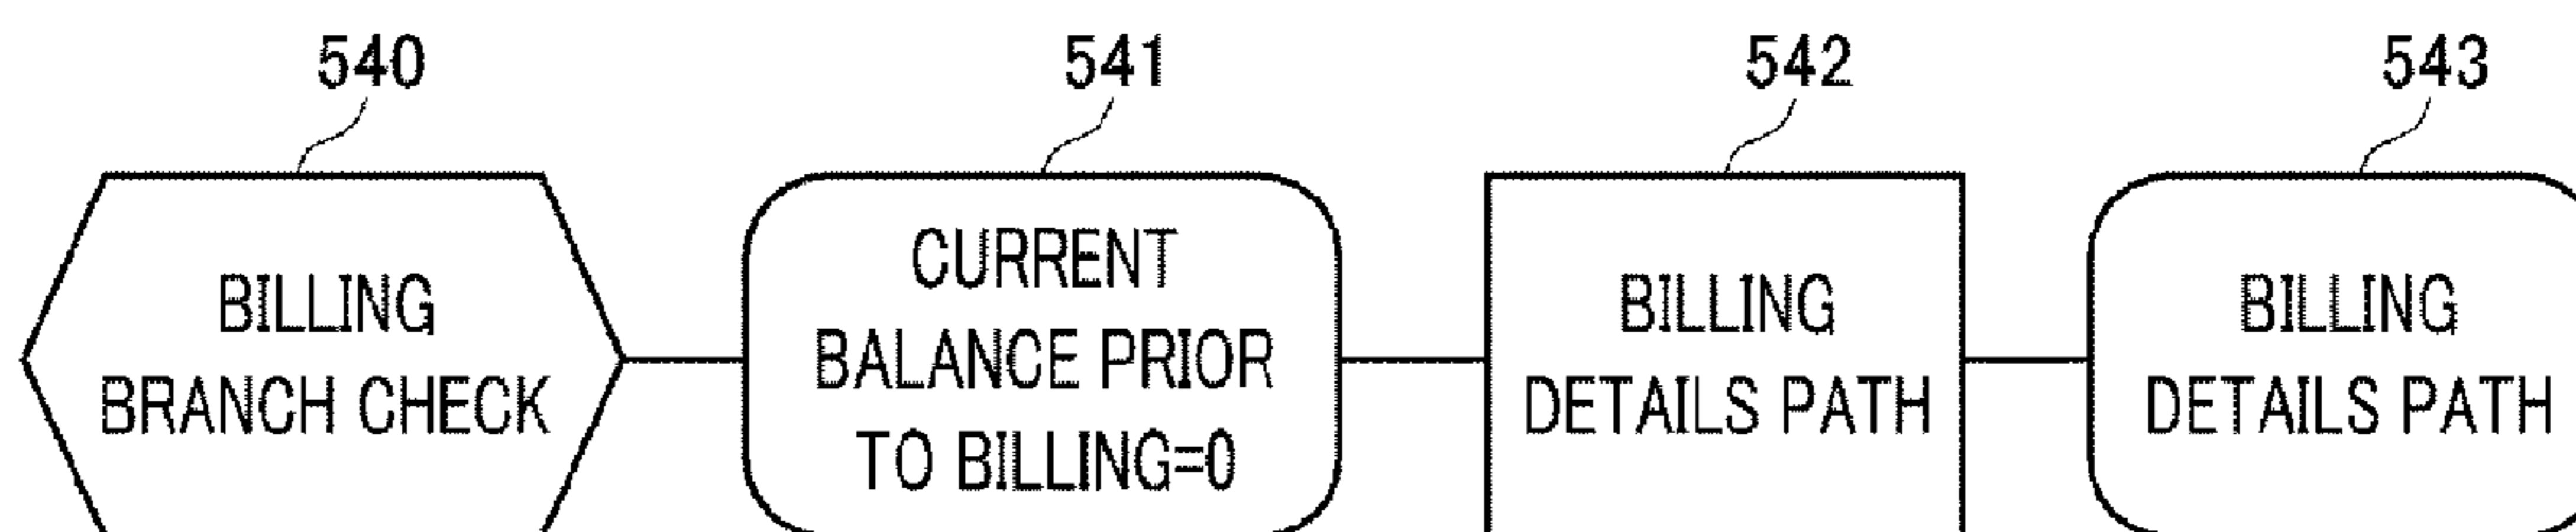 540
541
542
543
BILLING
BRANCH CHECK
CURRENT
BALANCE PRIOR
TO BILLING=0
BILLING
DETAILS PATH
BILLING
DETAILS PATH